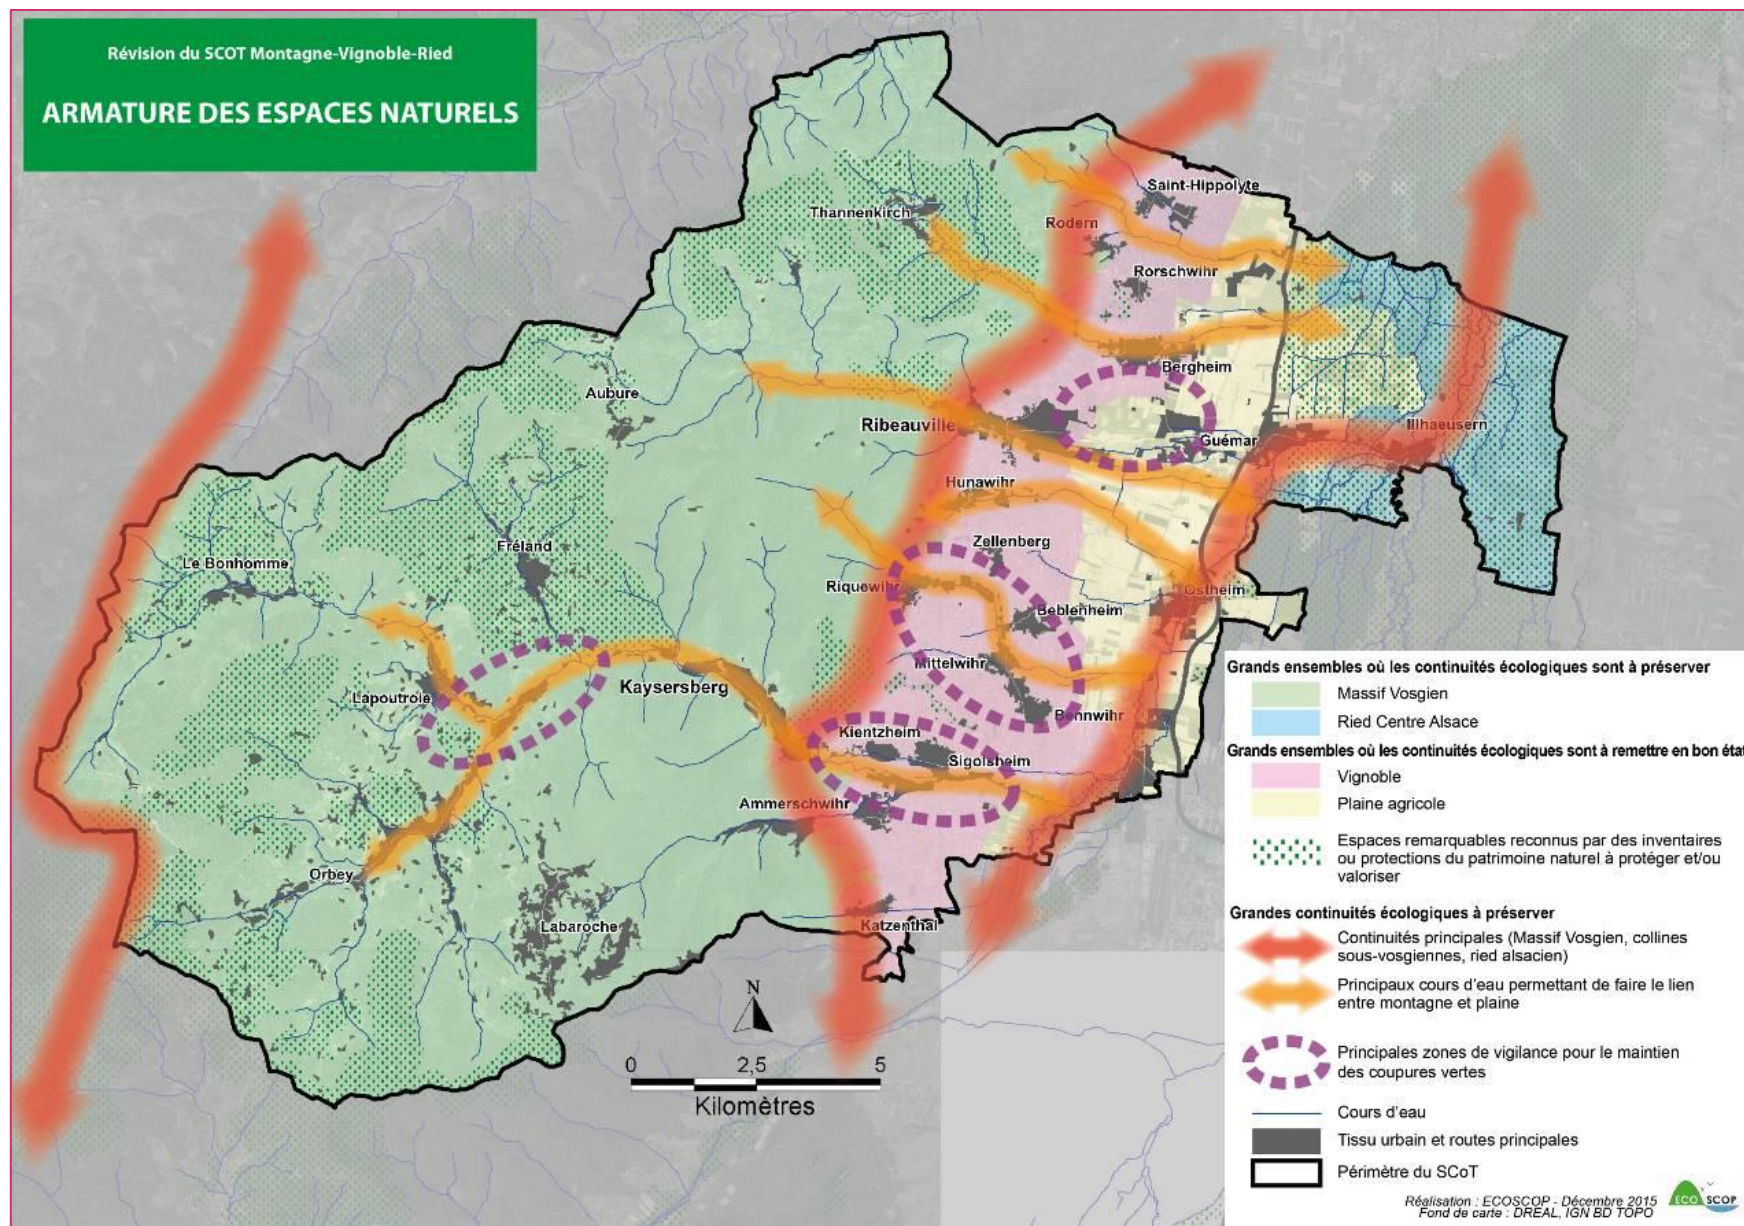 Révision du SCOT Montagne-Vignoble-Ried
ARMATURE DES ESPACES NATURELS
Saint-Hippolyte
Thannenkirch
Rodern
Rorschwihr
Bergheim
Aubure
Ribeauville
Guémar
Illhaeusern
Hunawihr
Zellenberg
Fréland
Le Bonhomme
Riquewihr
Ostheim
Beblenheim
Mittelwihr
Kaysersberg
Lapoutroie
Bennwihr
Kientzheim
Sigolsheim
Ammerschwihr
Orbey
Labaroche
Katzenthal
N
0 2,5 5
Kilomètres
Grands ensembles où les continuités écologiques sont à préserver
Massif Vosgien
Ried Centre Alsace
Grands ensembles où les continuités écologiques sont à remettre en bon état
Vignoble
Plaine agricole
Espaces remarquables reconnus par des inventaires
ou protections du patrimoine naturel à protéger et/ou
valoriser
Grandes continuités écologiques à préserver
Continuités principales (Massif Vosgien, collines
sous-vosgiennes, ried alsacien)
Principaux cours d'eau permettant de faire le lien
entre montagne et plaine
Principales zones de vigilance pour le maintien
des coupures vertes
Cours d'eau
Tissu urbain et routes principales
Périmètre du SCoT
Réalisation : ECOSCOP - Décembre 2015
Fond de carte : DREAL, IGN BD TOPO
ECO SCOP